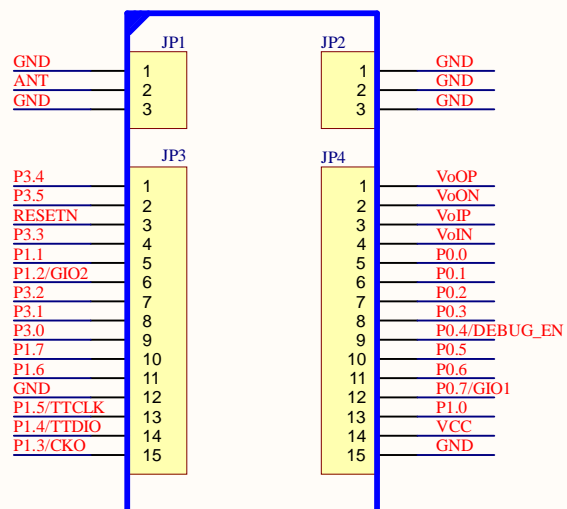 JP1 JP2
GND 1 1 GND
ANT 2 2 GND
GND 3 3 GND
JP3 JP4
P3.4 1 1 VoOP
P3.5 2 2 VoON
RESETN 3 3 VoIP
P3.3 4 4 VoIN
P1.1 5 5 P0.0
P1.2/GIO2 6 6 P0.1
P3.2 7 7 P0.2
P3.1 8 8 P0.3
P3.0 9 9 P0.4/DEBUG_EN
P1.7 10 10 P0.5
P1.6 11 11 P0.6
GND 12 12 P0.7/GIO1
P1.5/TTCLK 13 13 P1.0
P1.4/TTDIO 14 14 VCC
P1.3/CKO 15 15 GND